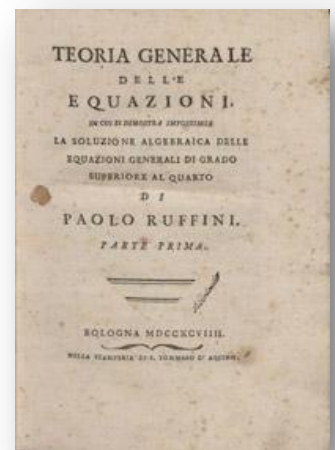 TEORIA GENERALE
DELLE
EQUAZIONI,
IN CUI SI DIMOSTRA IMPOSSIBILE
LA SOLUZIONE ALGEBRAICA DELLE
EQUAZIONI GENERALI DI GRADO
SUPERIORE AL QUARTO
DI
PAOLO RUFFINI.
PARTE PRIMA.
BOLOGNA MDCCXCVIIII.
NELLA STAMPERIA DI S. TOMMASO D' AQUINO.